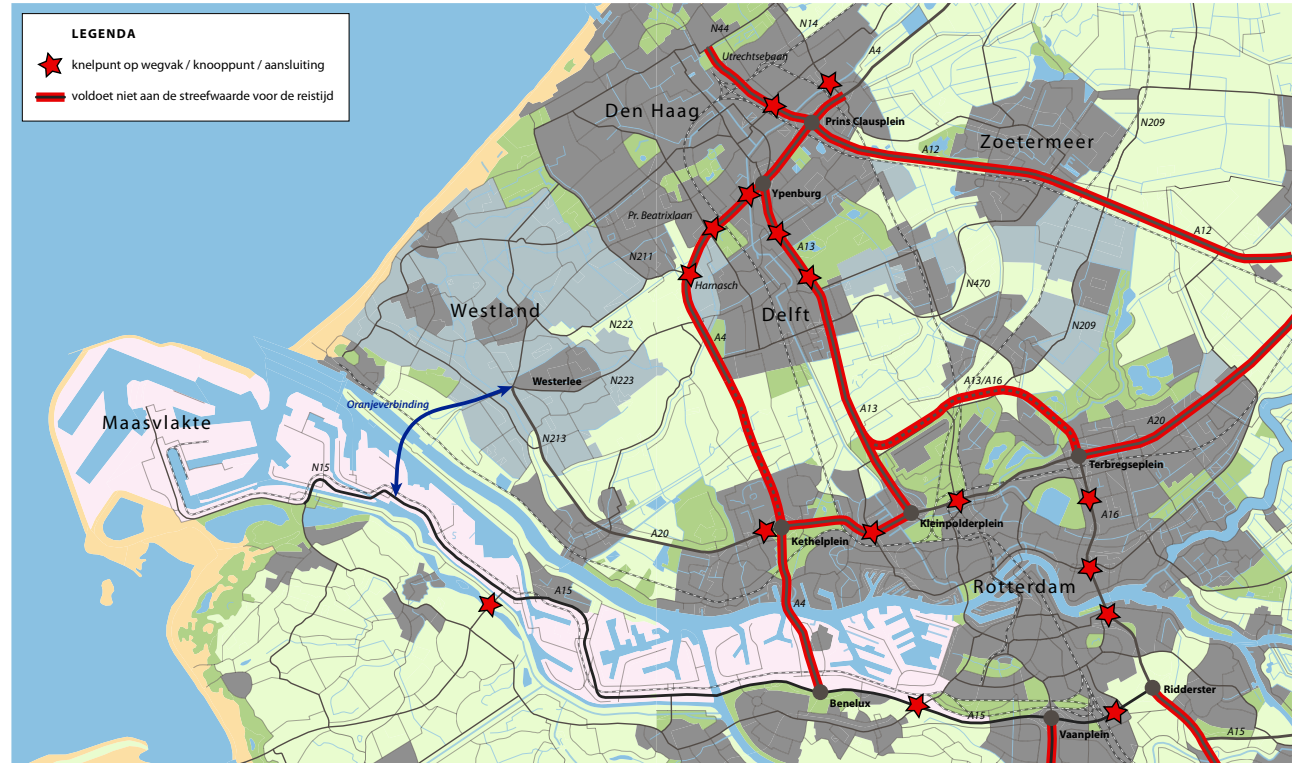 LEGENDA
knelpunt op wegvak / knooppunt / aansluiting
voldoet niet aan de streefwaarde voor de reistijd
N44
N14
Utrechtsebaan
A4
Den Haag
Prins Clausplein
N209
Zoetermeer
A12
Ypenburg
Pr. Beatrixlaan
A13
A12
N211
Harnasch
N470
Westland
Delft
N222
N209
A4
Westerlee
N223
A13/A16
Oranjeverbinding
Maasvlakte
A13
A20
N213
Terbregseplein
N15
A16
Kleinpolderplein
A20
Kethelplein
Rotterdam
A15
A4
Ridderster
Benelux
A15
Vaanplein
A15